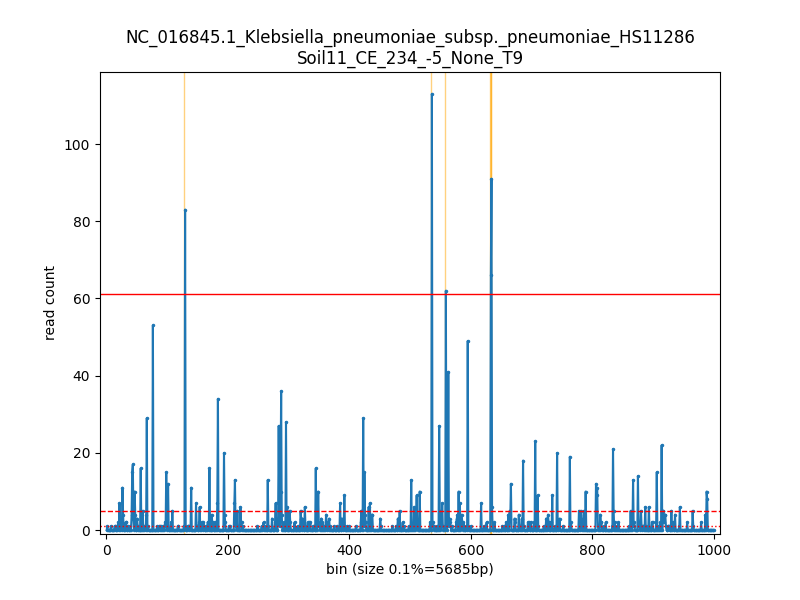 NC_016845.1_Klebsiella_pneumoniae_subsp._pneumoniae_HS11286
Soil11_CE_234_-5_None_T9
100
80
60
40
20
0
read count
0 200 400 600 800 1000
bin (size 0.1%=5685bp)